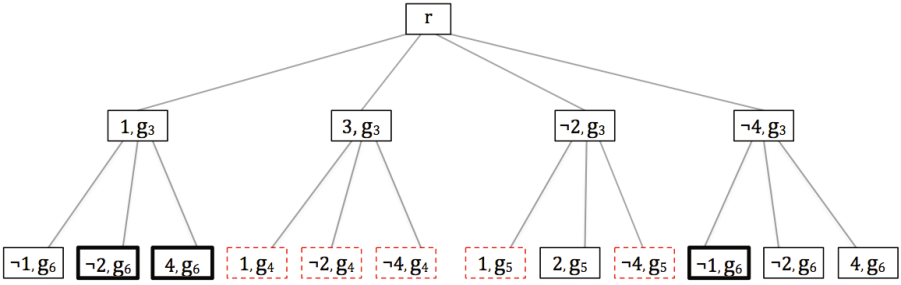 r
1, g₃ 3, g₃ ¬2, g₃ ¬4, g₃
¬1, g₆ ¬2, g₆ 4, g₆ 1, g₄ ¬2, g₄ ¬4, g₄ 1, g₅ 2, g₅ ¬4, g₅ ¬1, g₆ ¬2, g₆ 4, g₆